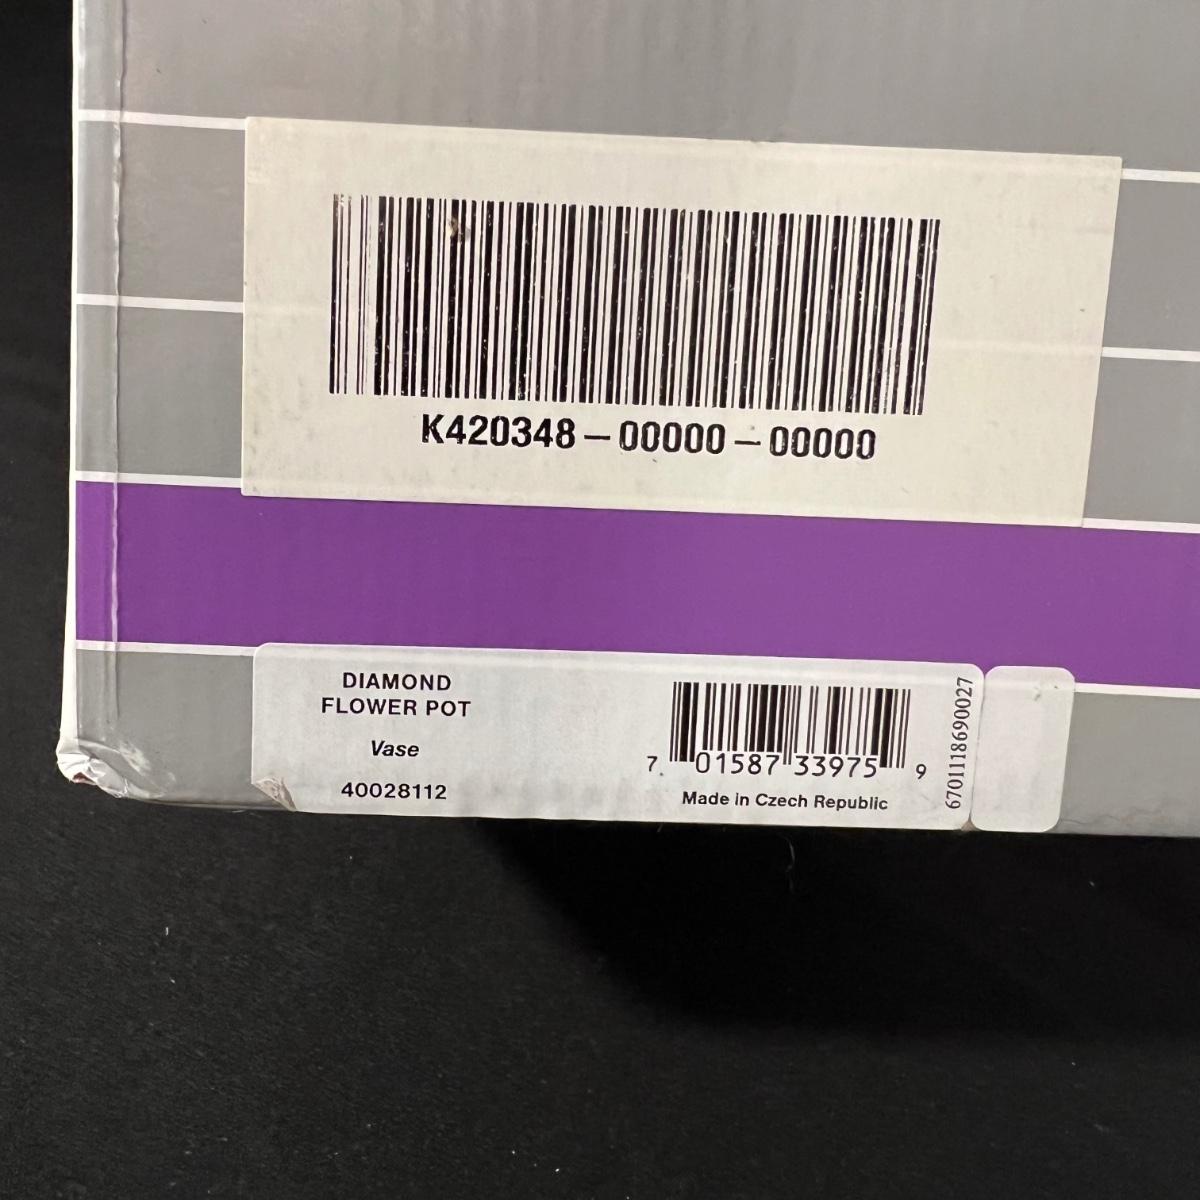 K420348-00000-00000
DIAMOND
FLOWER POT
Vase
40028112
7 01587 33975 9
Made in Czech Republic
6701118690027